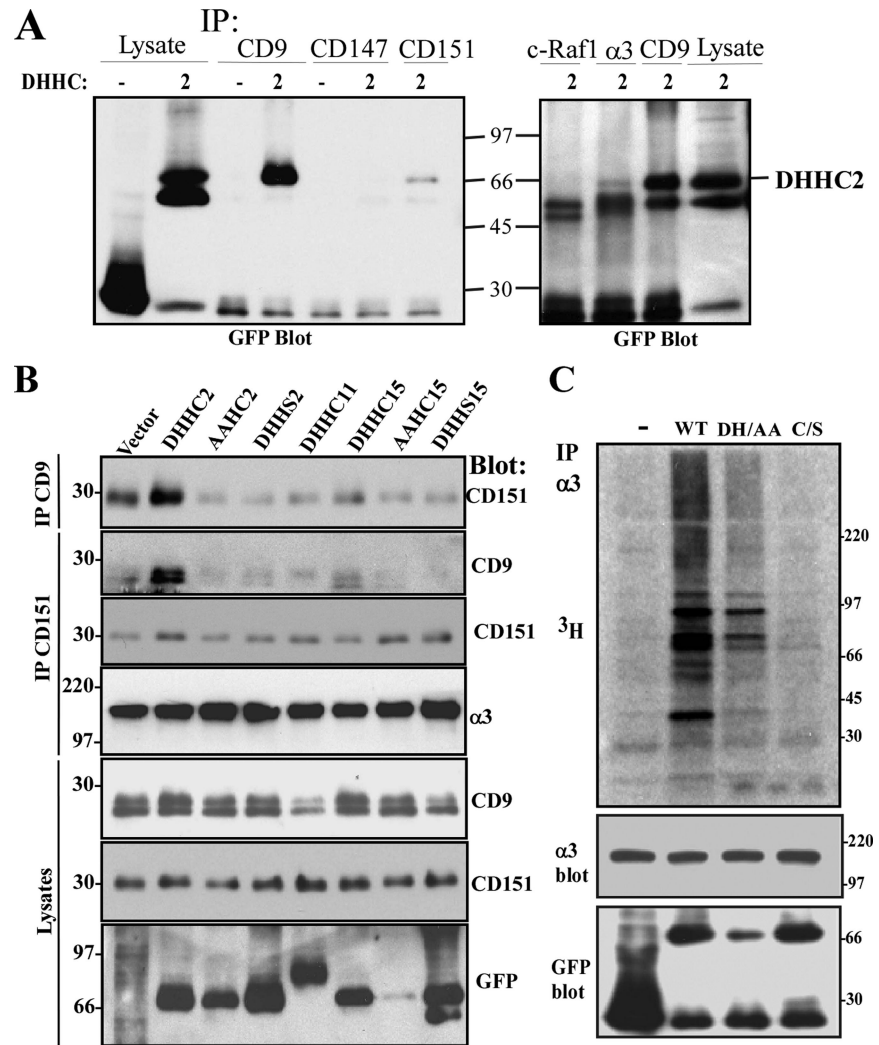 A
IP:
Lysate CD9 CD147 CD151
DHHC: - 2 - 2 - 2 2
c-Raf1 α3 CD9 Lysate
2 2 2 2
97
66
45
30
DHHC2
GFP Blot
GFP Blot
B
Vector DHHC2 AAHC2 DHHS2 DHHC11 DHHC15 AAHC15 DHHS15
Blot:
IP CD9
30
CD151
IP CD151
30
CD9
30
CD151
220
97
α3
Lysates
30
CD9
30
CD151
97
66
GFP
C
- WT DH/AA C/S
IP
α3
³H
-220
-97
-66
-45
-30
α3
blot
-220
-97
GFP
blot
-66
-30